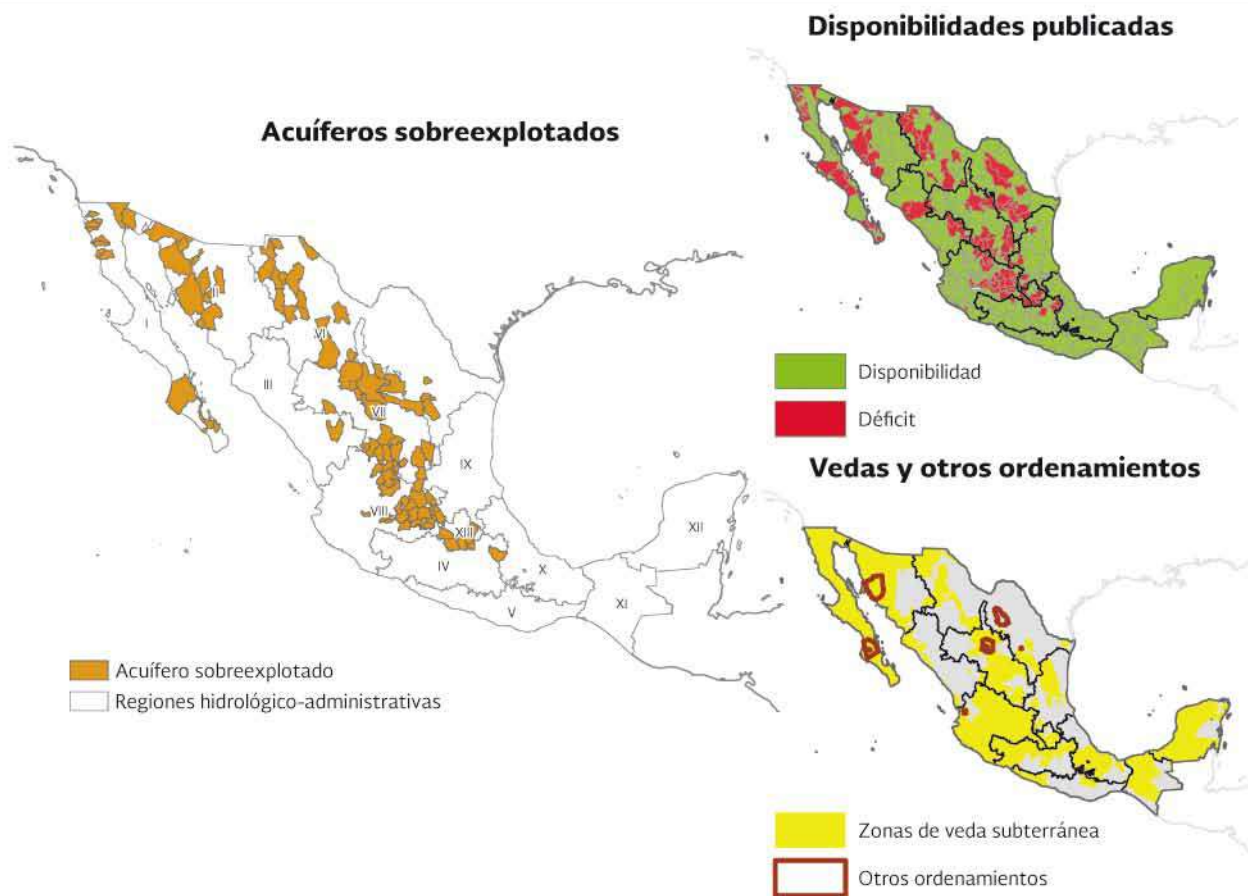 Disponibilidades publicadas
Acuíferos sobreexplotados
I
II
III
VI
VII
VIII
IX
XIII
IV
X
V
XI
XII
Acuífero sobreexplotado
Regiones hidrológico-administrativas
Disponibilidad
Déficit
Vedas y otros ordenamientos
Zonas de veda subterránea
Otros ordenamientos